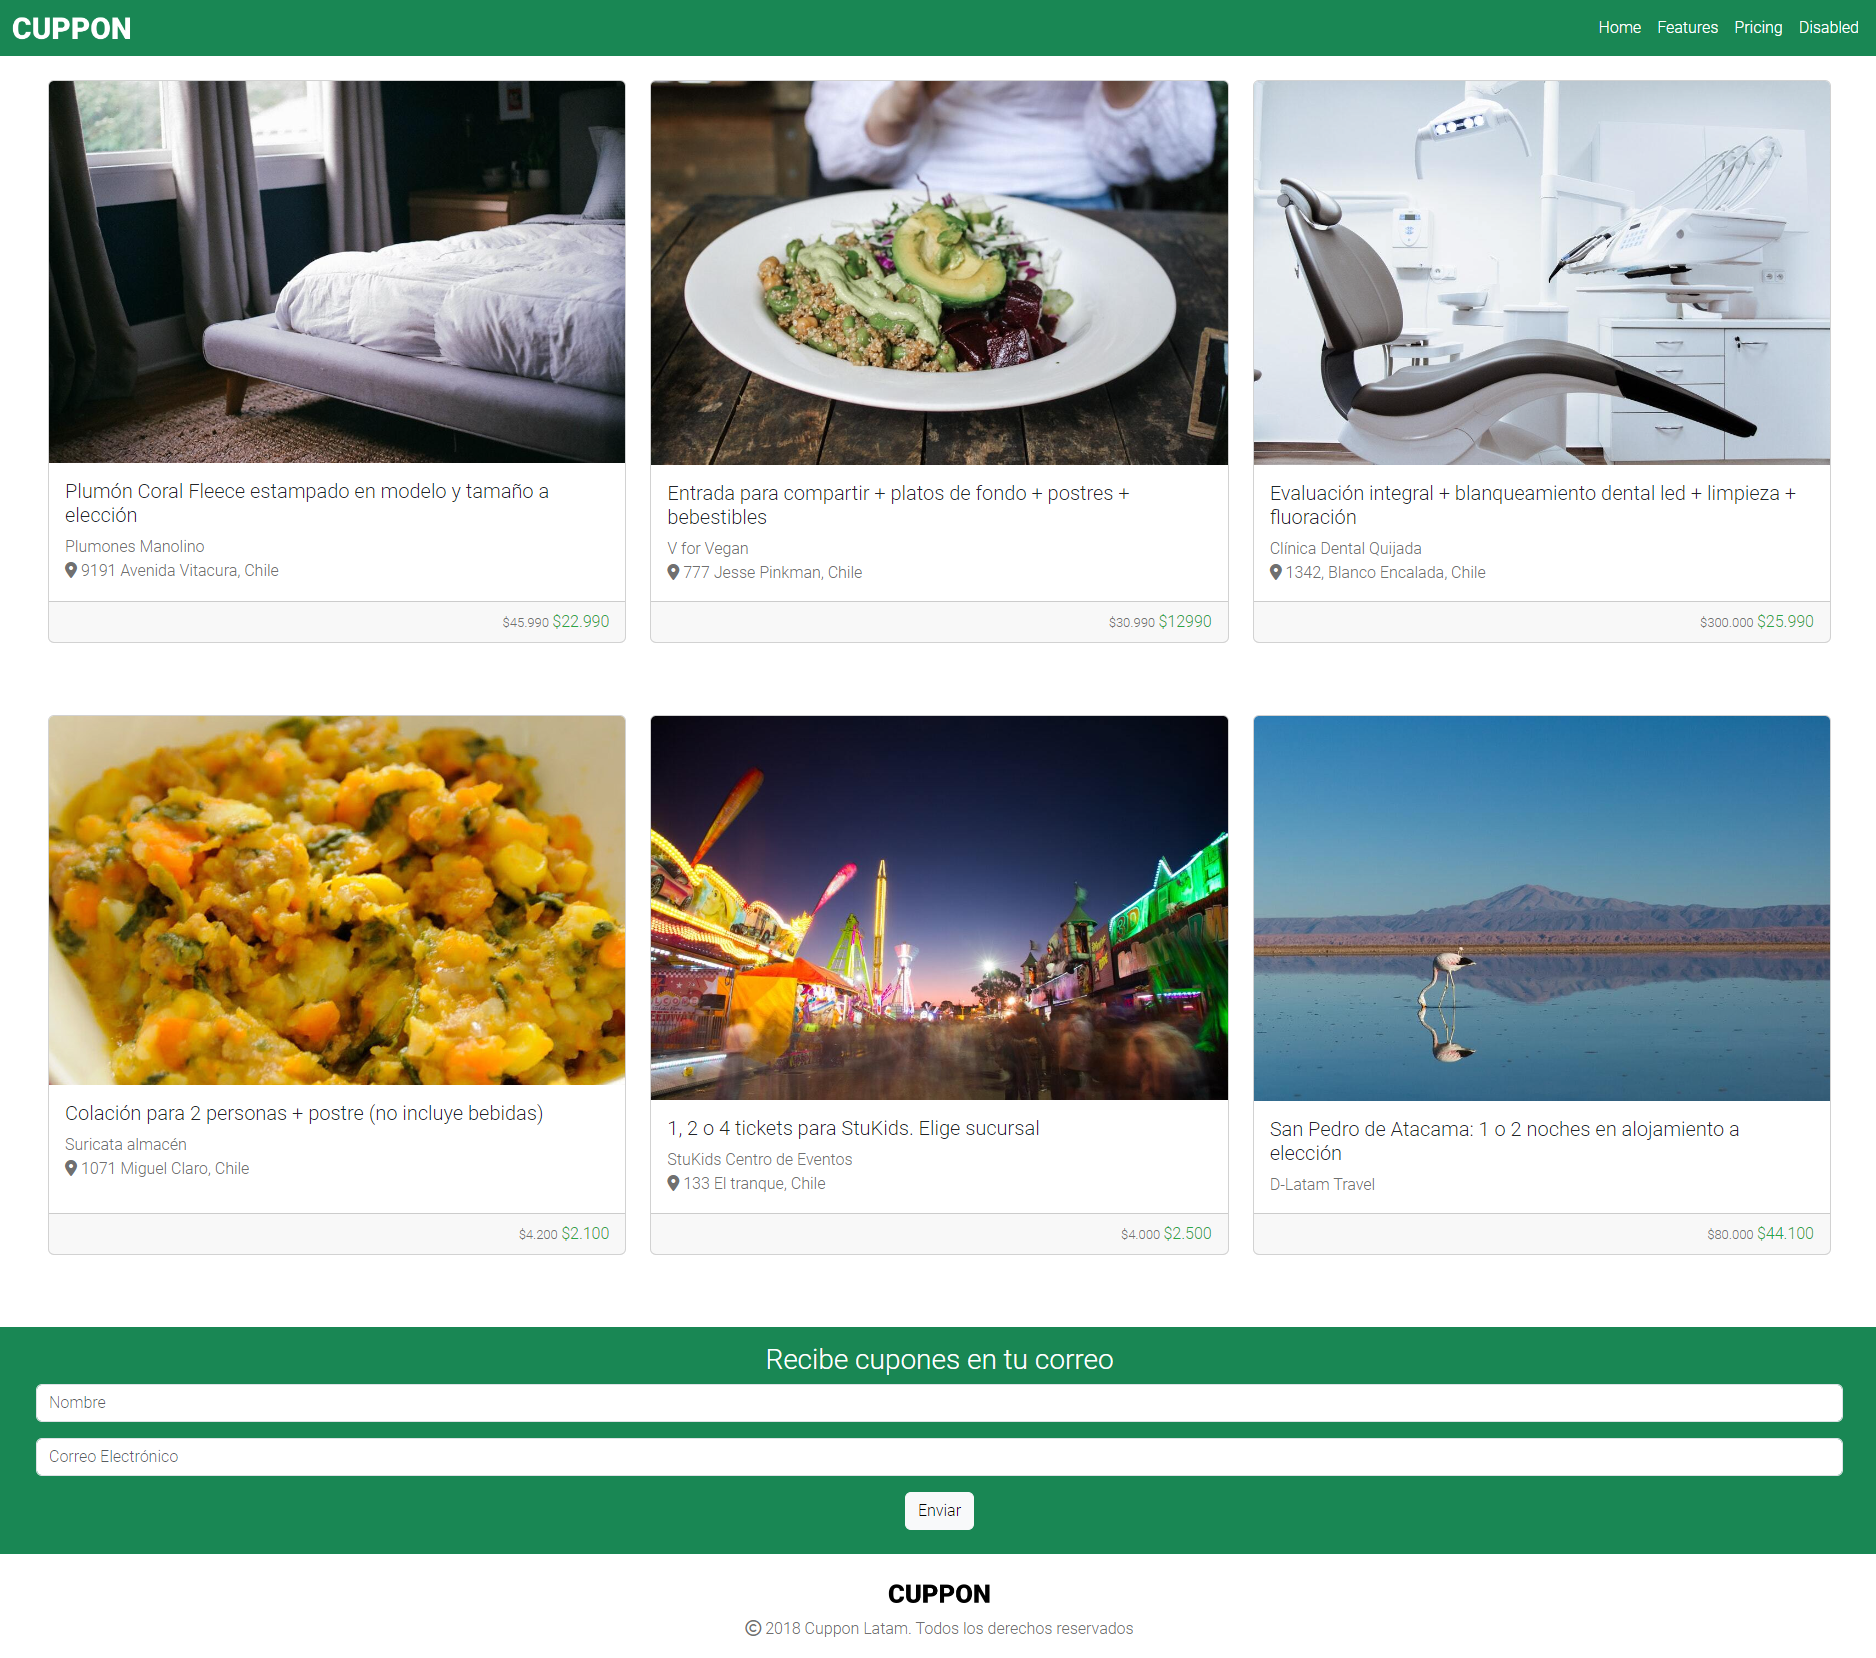 CUPPON
Home Features Pricing Disabled
Plumón Coral Fleece estampado en modelo y tamaño a
elección
Plumones Manolino
9191 Avenida Vitacura, Chile
$45.990 $22.990
Entrada para compartir + platos de fondo + postres +
bebestibles
V for Vegan
777 Jesse Pinkman, Chile
$30.990 $12990
Evaluación integral + blanqueamiento dental led + limpieza +
fluoración
Clínica Dental Quijada
1342, Blanco Encalada, Chile
$300.000 $25.990
Colación para 2 personas + postre (no incluye bebidas)
Suricata almacén
1071 Miguel Claro, Chile
$4.200 $2.100
1, 2 o 4 tickets para StuKids. Elige sucursal
StuKids Centro de Eventos
133 El tranque, Chile
$4.000 $2.500
San Pedro de Atacama: 1 o 2 noches en alojamiento a
elección
D-Latam Travel
$80.000 $44.100
Recibe cupones en tu correo
Nombre
Correo Electrónico
Enviar
CUPPON
© 2018 Cuppon Latam. Todos los derechos reservados